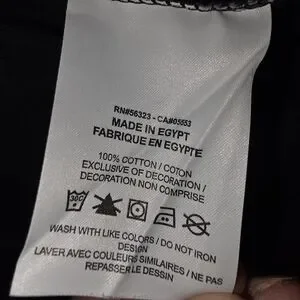 RN#56323 - CA#05553
MADE IN EGYPT
FABRIQUE EN EGYPTE
100% COTTON / COTON
EXCLUSIVE OF DECORATION /
DECORATION NON COMPRISE
30C
WASH WITH LIKE COLORS / DO NOT IRON
DESIGN
LAVER AVEC COULEURS SIMILAIRES / NE PAS
REPASSER LE DESSIN